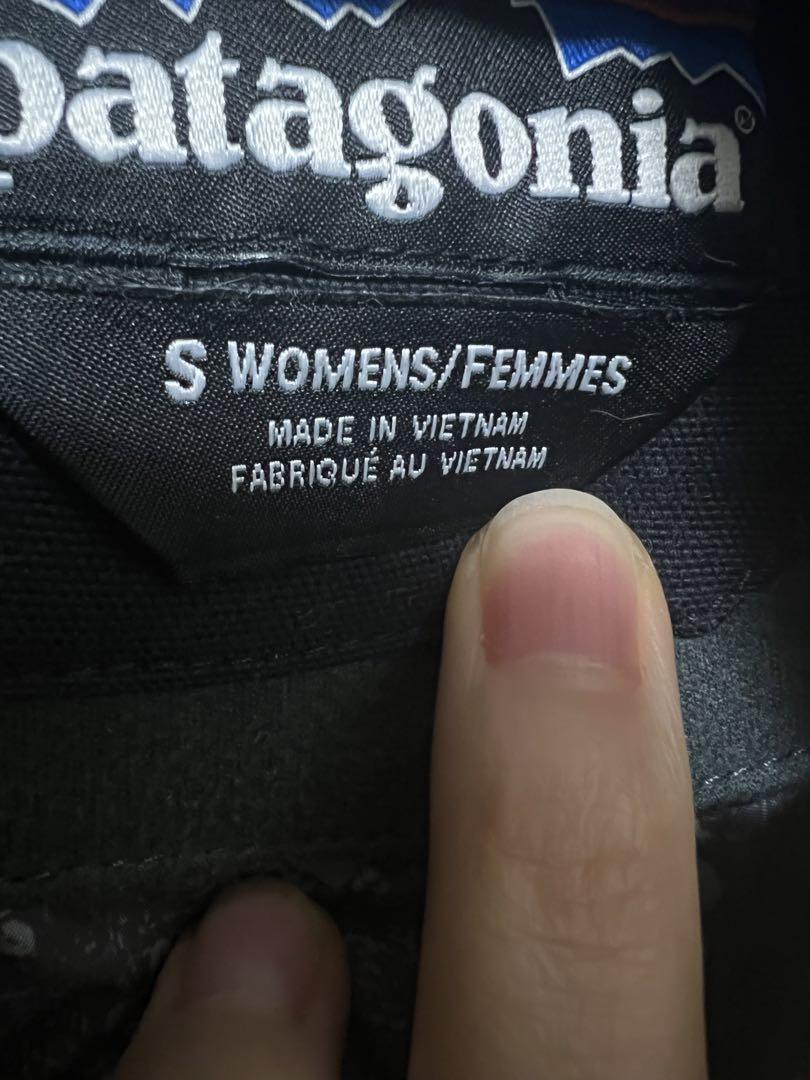 patagonia®
S WOMENS/FEMMES
MADE IN VIETNAM
FABRIQUÉ AU VIETNAM